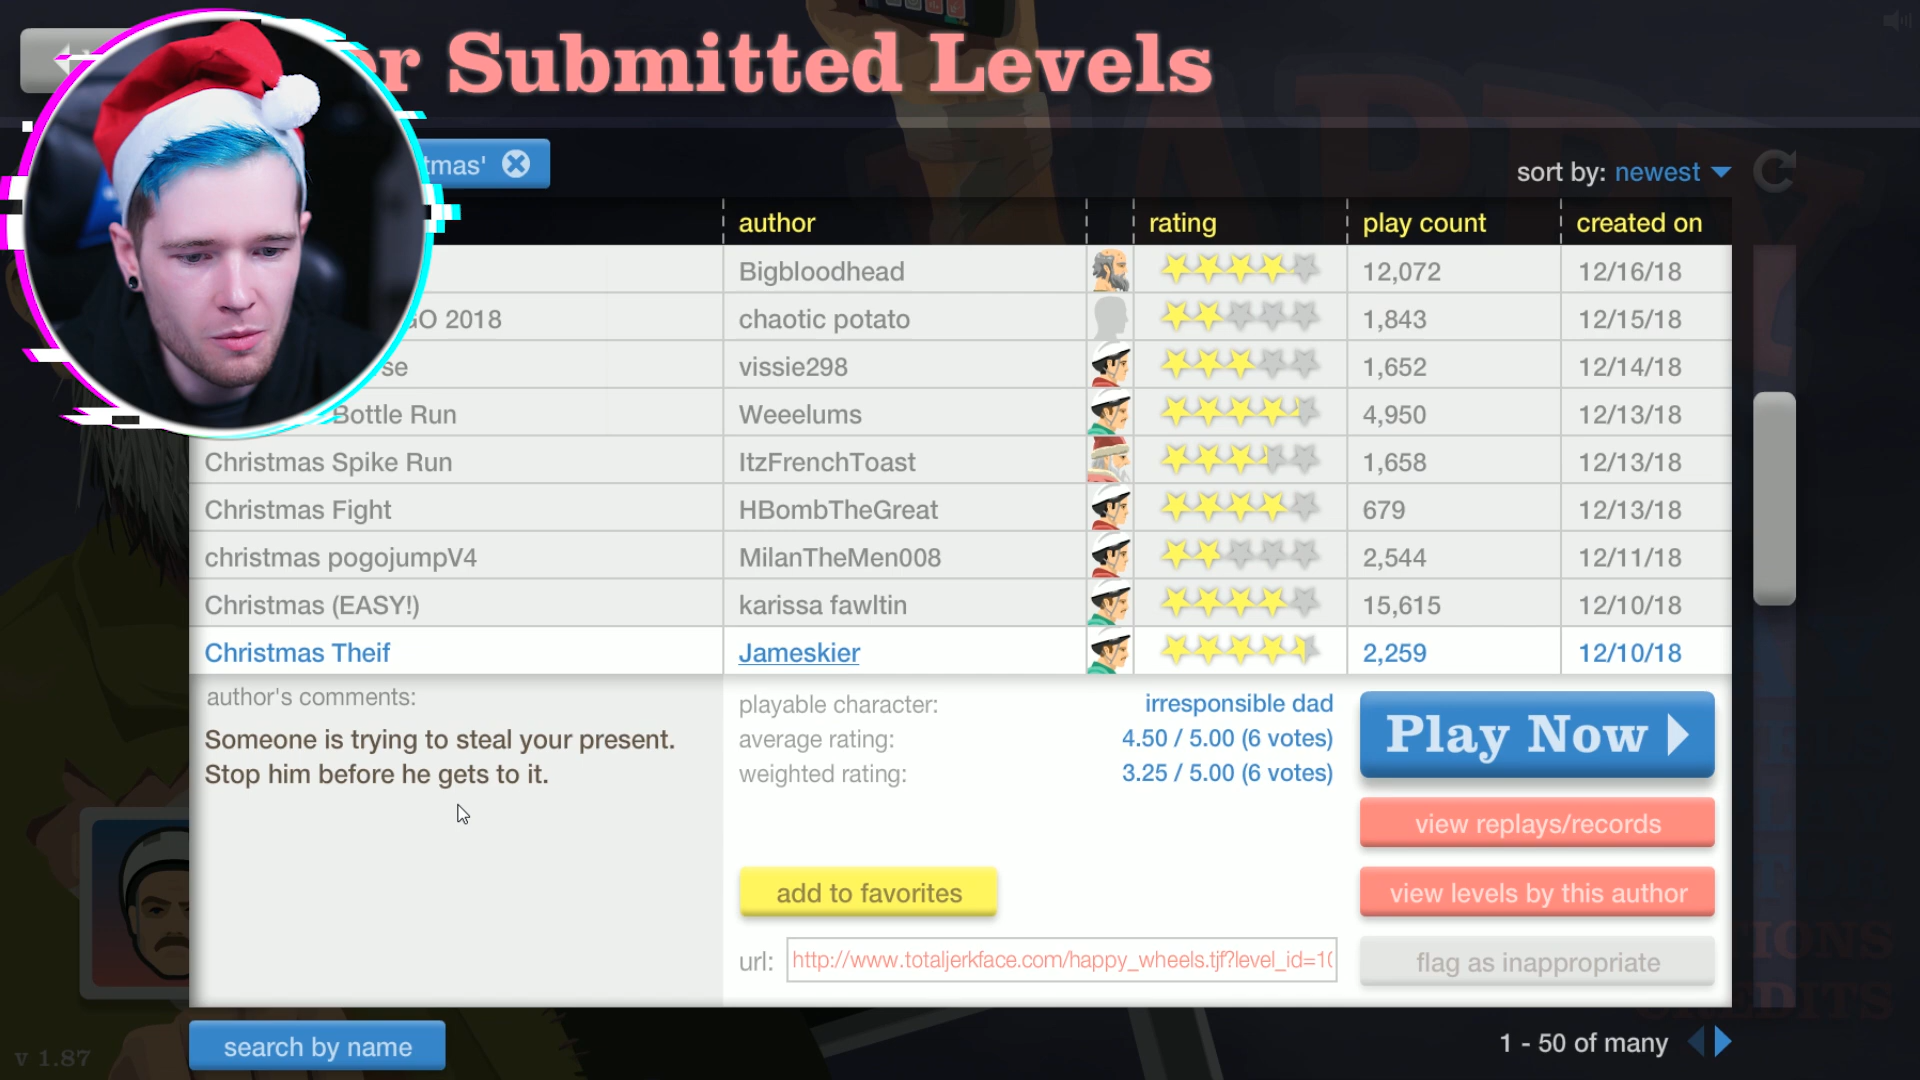 Submitted Levels
sort by: newest
author rating play count created on
Bigbloodhead 12,072 12/16/18
GO 2018 chaotic potato 1,843 12/15/18
se vissie298 1,652 12/14/18
Bottle Run Weeelums 4,950 12/13/18
Christmas Spike Run ItzFrenchToast 1,658 12/13/18
Christmas Fight HBombTheGreat 679 12/13/18
christmas pogojumpV4 MilanTheMen008 2,544 12/11/18
Christmas (EASY!) karissa fawltin 15,615 12/10/18
Christmas Theif Jameskier 2,259 12/10/18
author's comments:
Someone is trying to steal your present.
Stop him before he gets to it.
playable character: irresponsible dad
average rating: 4.50 / 5.00 (6 votes)
weighted rating: 3.25 / 5.00 (6 votes)
Play Now
view replays/records
add to favorites
view levels by this author
url: http://www.totaljerkface.com/happy_wheels.tjf?level_id=10
flag as inappropriate
search by name
1 - 50 of many
v 1.87